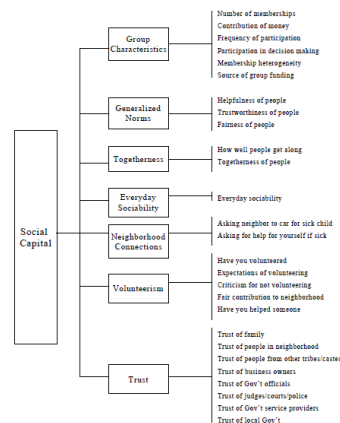 Social
Capital
Group
Characteristics
Number of memberships
Contribution of money
Frequency of participation
Participation in decision making
Membership heterogeneity
Source of group funding
Generalized
Norms
Helpfulness of people
Trustworthiness of people
Fairness of people
Togetherness
How well people get along
Togetherness of people
Everyday
Sociability
Everyday sociability
Neighborhood
Connections
Asking neighbor to car for sick child
Asking for help for yourself if sick
Volunteerism
Have you volunteered
Expectations of volunteering
Criticism for not volunteering
Fair contribution to neighborhood
Have you helped someone
Trust
Trust of family
Trust of people in neighborhood
Trust of people from other tribes/castes
Trust of business owners
Trust of Gov't officials
Trust of judges/courts/police
Trust of Gov't service providers
Trust of local Gov't